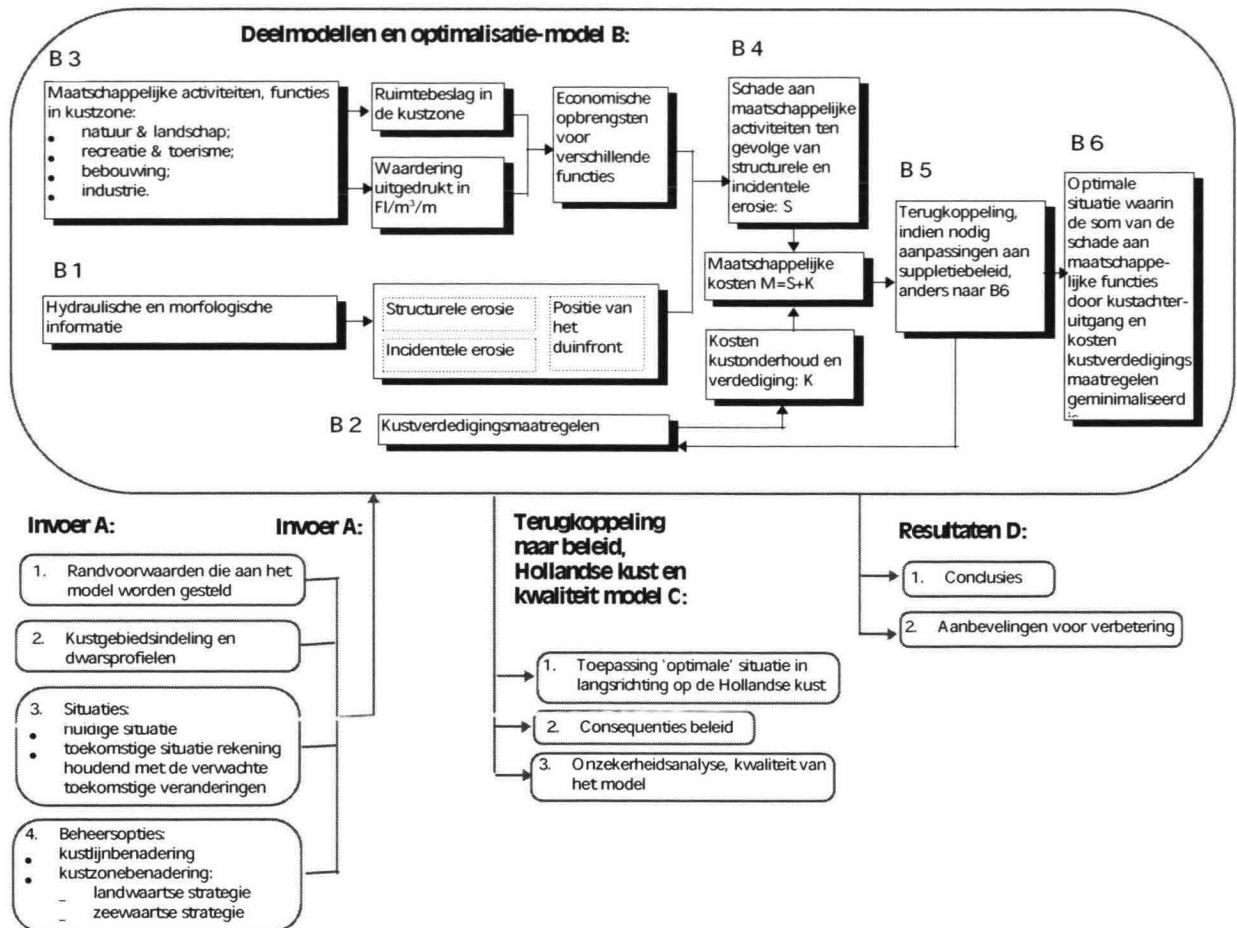 Deelmodellen en optimalisatie-model B:
B 3
Maatschappelijke activiteiten, functies
in kustzone:
• natuur & landschap;
• recreatie & toerisme;
• bebouwing;
• industrie.
Ruimtebeslag in
de kustzone
Waardering
uitgedrukt in
Fl/m³/m
Economische
opbrengsten
voor
verschillende
functies
B 4
Schade aan
maatschappelijke
activiteiten ten
gevolge van
structurele en
incidentele
erosie: S
Maatschappelijke
kosten M=S+K
Kosten
kustonderhoud en
verdediging: K
B 5
Terugkoppeling,
indien nodig
aanpassingen aan
suppletiebeleid,
anders naar B6
B 6
Optimale
situatie waarin
de som van de
schade aan
maatschappe-
lijke functies
door kustachter-
uitgang en
kosten
kustverdedigings
maatregelen
geminimaliseerd
B 1
Hydraulische en morfologische
informatie
Structurele erosie
Incidentele erosie
Positie van
het
duinfront
B 2
Kustverdedigingsmaatregelen
Invoer A:
Invoer A:
1. Randvoorwaarden die aan het
model worden gesteld
2. Kustgebiedsindeling en
dwarsprofielen
3. Situaties:
• huidige situatie
• toekomstige situatie rekening
houdend met de verwachte
toekomstige veranderingen
4. Beheersopties:
• kustlijnbenadering
• kustzonebenadering:
– landwaartse strategie
– zeewaartse strategie
Terugkoppeling
naar beleid,
Hollandse kust en
kwaliteit model C:
1. Toepassing 'optimale' situatie in
langsrichting op de Hollandse kust
2. Consequenties beleid
3. Onzekerheidsanalyse, kwaliteit van
het model
Resultaten D:
1. Conclusies
2. Aanbevelingen voor verbetering